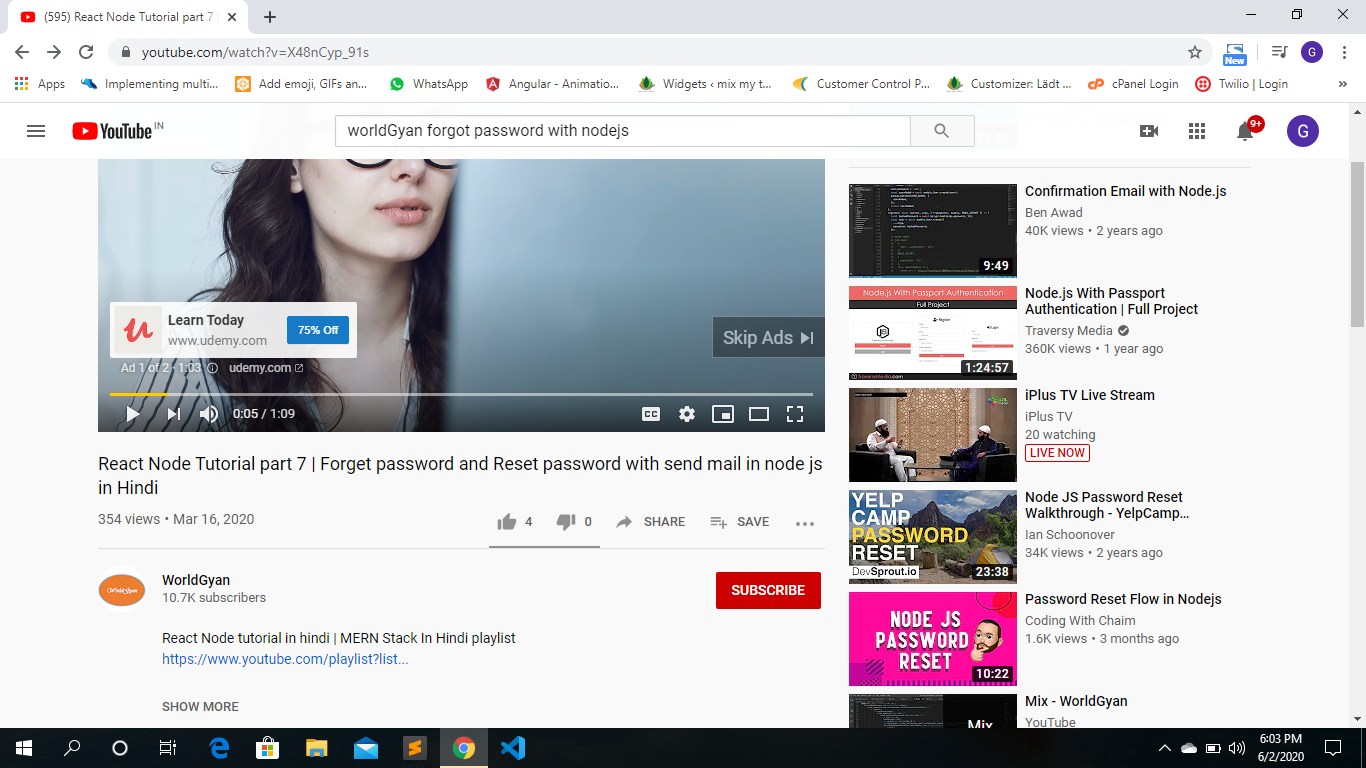 (595) React Node Tutorial part 7 |
youtube.com/watch?v=X48nCyp_91s
New
G
Apps
Implementing multi...
Add emoji, GIFs an...
WhatsApp
Angular - Animatio...
Widgets ‹ mix my t...
Customer Control P...
Customizer: Lädt ...
cPanel Login
Twilio | Login
»
YouTube IN
worldGyan forgot password with nodejs
9+
G
Learn Today
www.udemy.com
75% Off
Skip Ads
Ad 1 of 2 · 1:03
udemy.com
0:05 / 1:09
CC
React Node Tutorial part 7 | Forget password and Reset password with send mail in node js
in Hindi
354 views • Mar 16, 2020
4
0
SHARE
SAVE
WorldGyan
WorldGyan
10.7K subscribers
SUBSCRIBE
React Node tutorial in hindi | MERN Stack In Hindi playlist
https://www.youtube.com/playlist?list...
SHOW MORE
9:49
Confirmation Email with Node.js
Ben Awad
40K views • 2 years ago
Node.js With Passport Authentication
Full Project
1:24:57
Node.js With Passport
Authentication | Full Project
Traversy Media
360K views • 1 year ago
iPlus TV Live Stream
iPlus TV
20 watching
LIVE NOW
YELP
CAMP
PASSWORD
RESET
DevSprout.io
23:38
Node JS Password Reset
Walkthrough - YelpCamp…
Ian Schoonover
34K views • 2 years ago
NODE JS
PASSWORD
RESET
10:22
Password Reset Flow in Nodejs
Coding With Chaim
1.6K views • 3 months ago
Mix
Mix - WorldGyan
YouTube
6:03 PM
6/2/2020